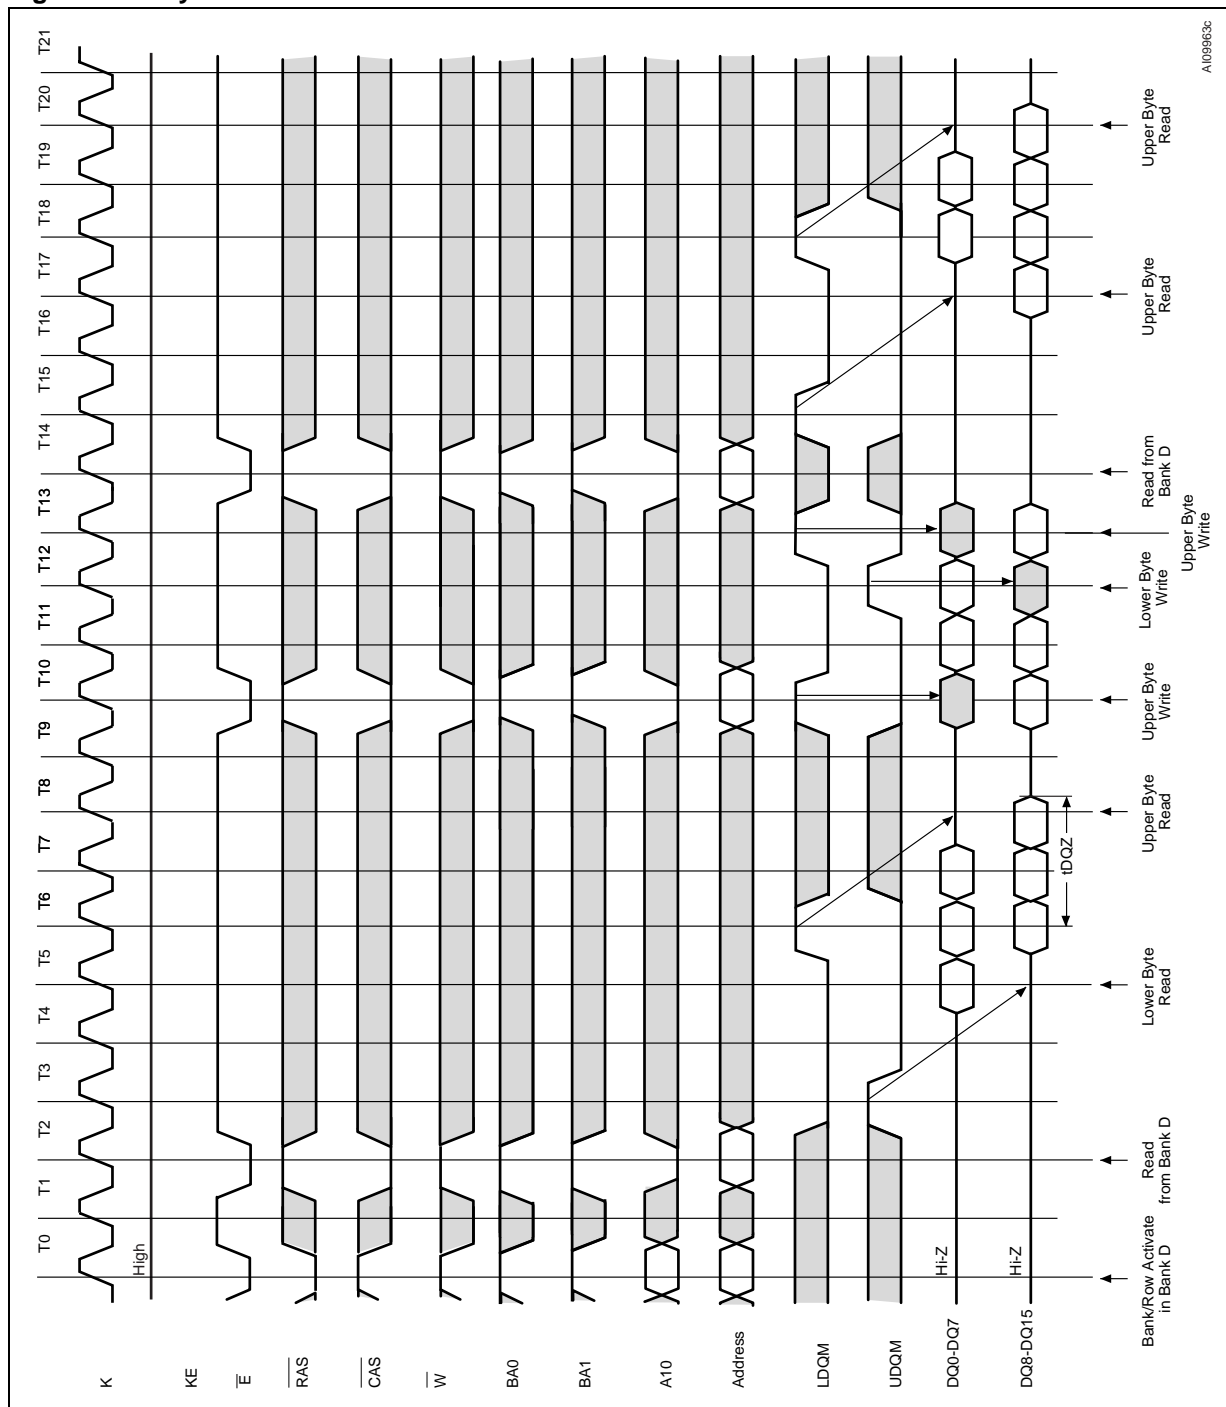 T0
T1
T2
T3
T4
T5
T6
T7
T8
T9
T10
T11
T12
T13
T14
T15
T16
T17
T18
T19
T20
T21
K
KE
High
E
RAS
CAS
W
BA0
BA1
A10
Address
LDQM
UDQM
DQ0-DQ7
Hi-Z
DQ8-DQ15
Hi-Z
tDQZ
Bank/Row Activate
in Bank D
Read
from Bank D
Lower Byte
Read
Upper Byte
Read
Upper Byte
Write
Lower Byte
Write
Upper Byte
Write
Read from
Bank D
Upper Byte
Read
Upper Byte
Read
AI09963c